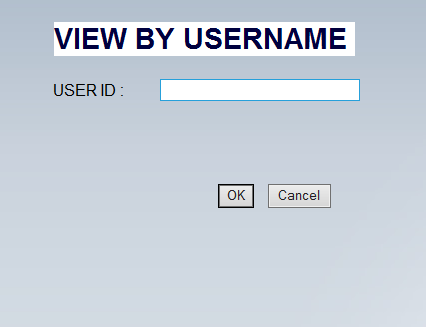 VIEW BY USERNAME
USER ID :
OK Cancel